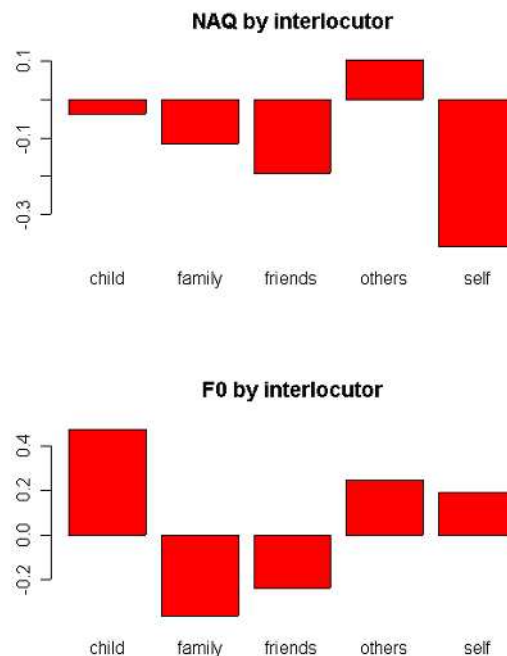 NAQ by interlocutor
0.1
-0.1
-0.3
child family friends others self
F0 by interlocutor
0.4
0.2
0.0
-0.2
child family friends others self